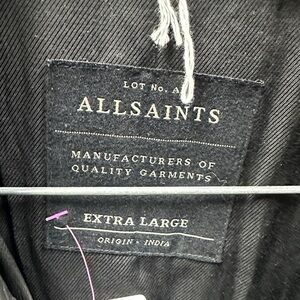 LOT No. A
ALLSAINTS
MANUFACTURERS OF
QUALITY GARMENTS
EXTRA LARGE
ORIGIN · INDIA